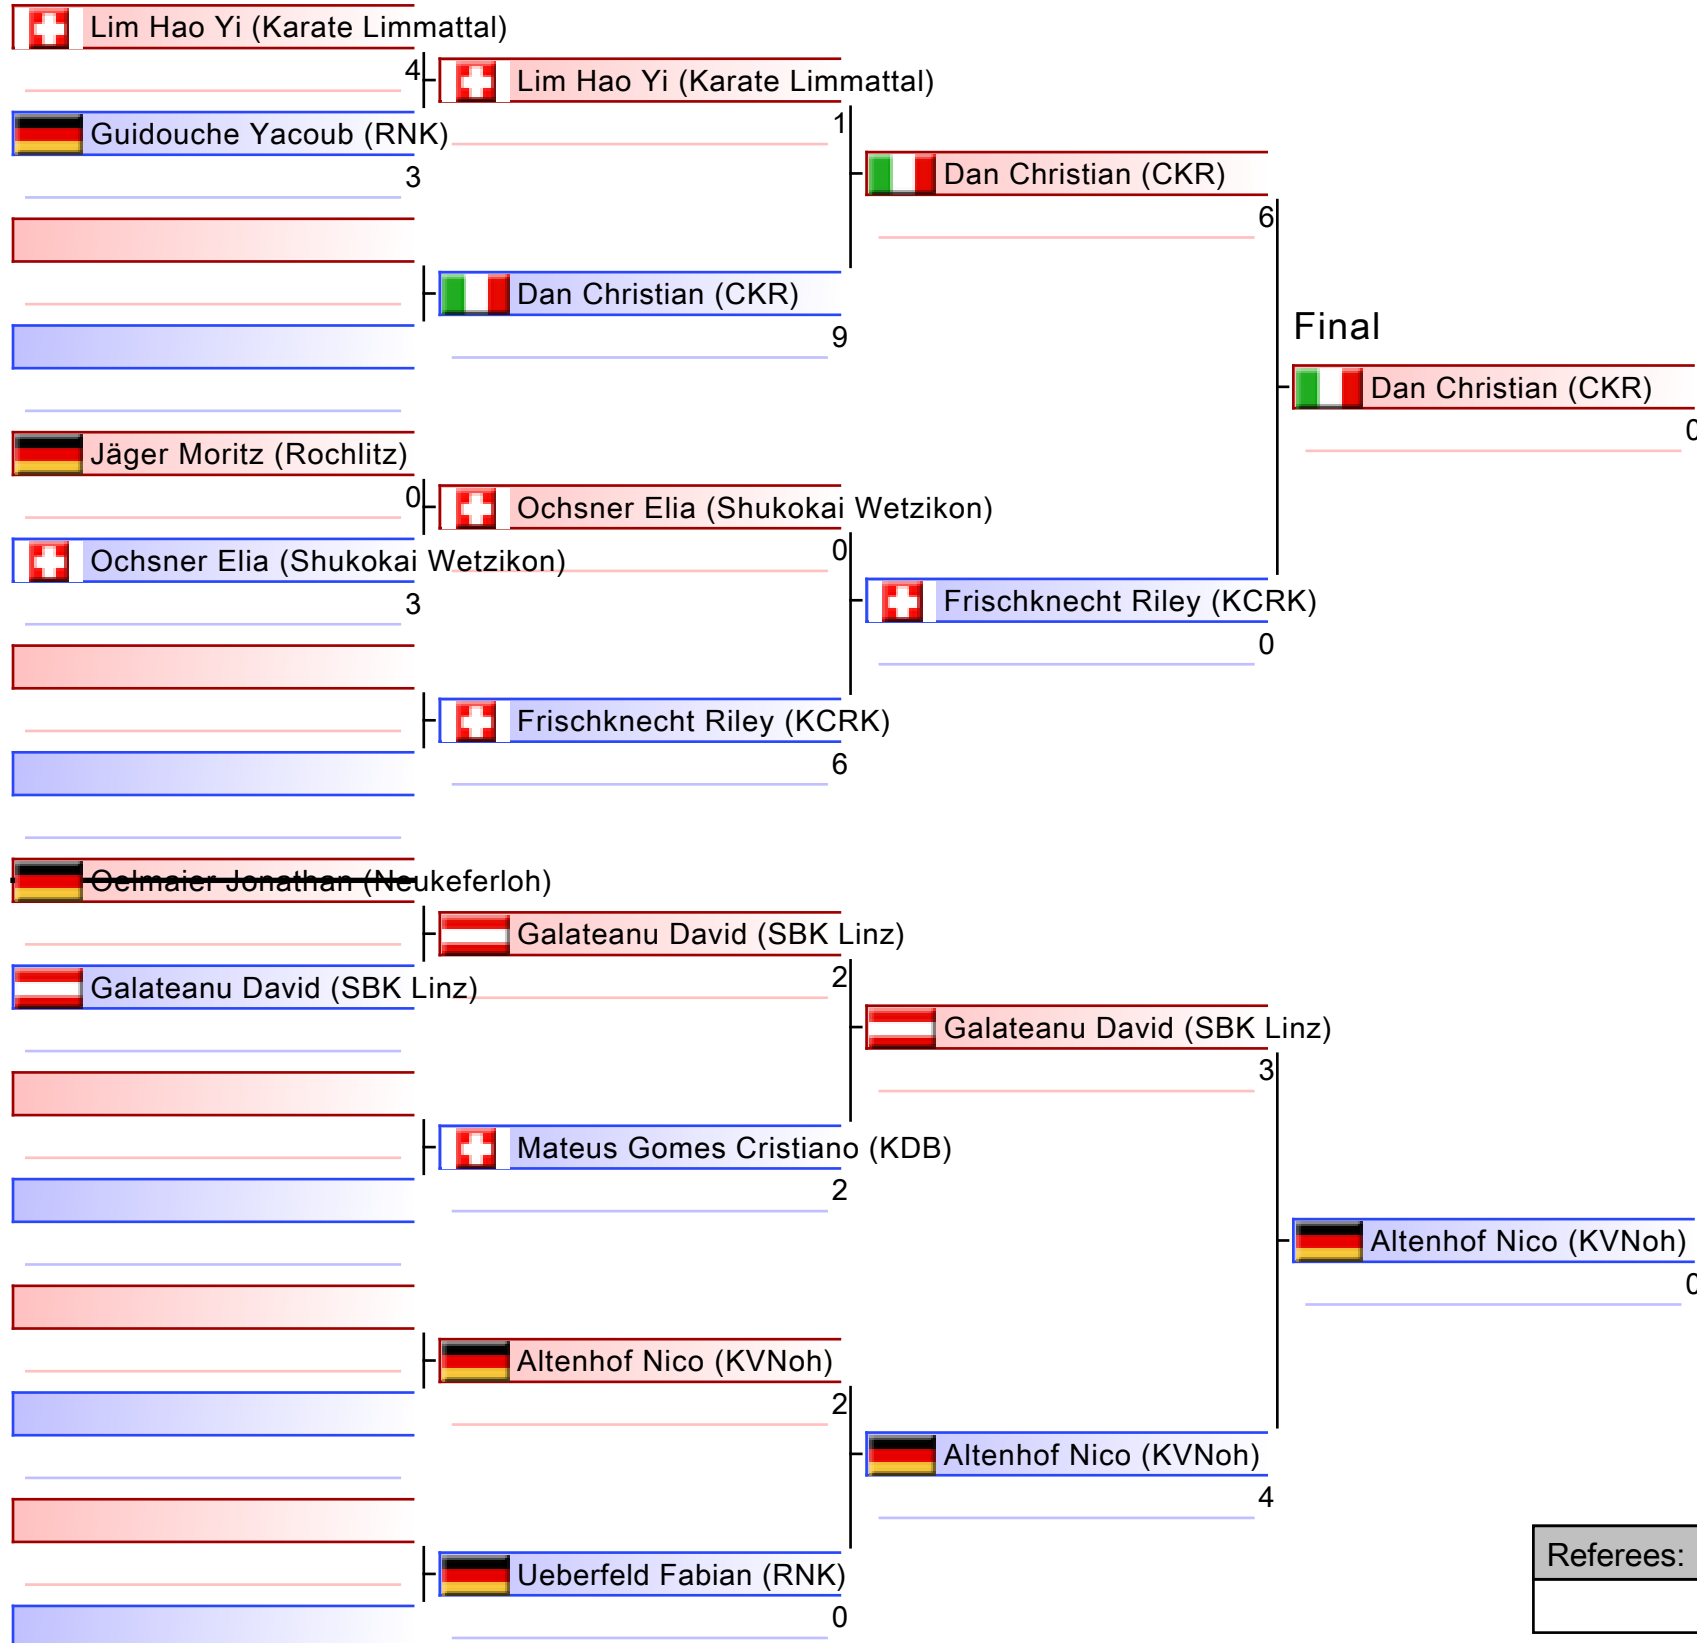 Lim Hao Yi (Karate Limmattal)
4
Lim Hao Yi (Karate Limmattal)
1
Guidouche Yacoub (RNK)
3
Dan Christian (CKR)
6
Dan Christian (CKR)
9
Final
Dan Christian (CKR)
0
Jäger Moritz (Rochlitz)
0
Ochsner Elia (Shukokai Wetzikon)
0
Ochsner Elia (Shukokai Wetzikon)
3
Frischknecht Riley (KCRK)
0
Frischknecht Riley (KCRK)
6
Oelmaier Jonathan (Neukeferloh)
Galateanu David (SBK Linz)
2
Galateanu David (SBK Linz)
Galateanu David (SBK Linz)
3
Mateus Gomes Cristiano (KDB)
2
Altenhof Nico (KVNoh)
0
Altenhof Nico (KVNoh)
2
Altenhof Nico (KVNoh)
4
Ueberfeld Fabian (RNK)
0
Referees: